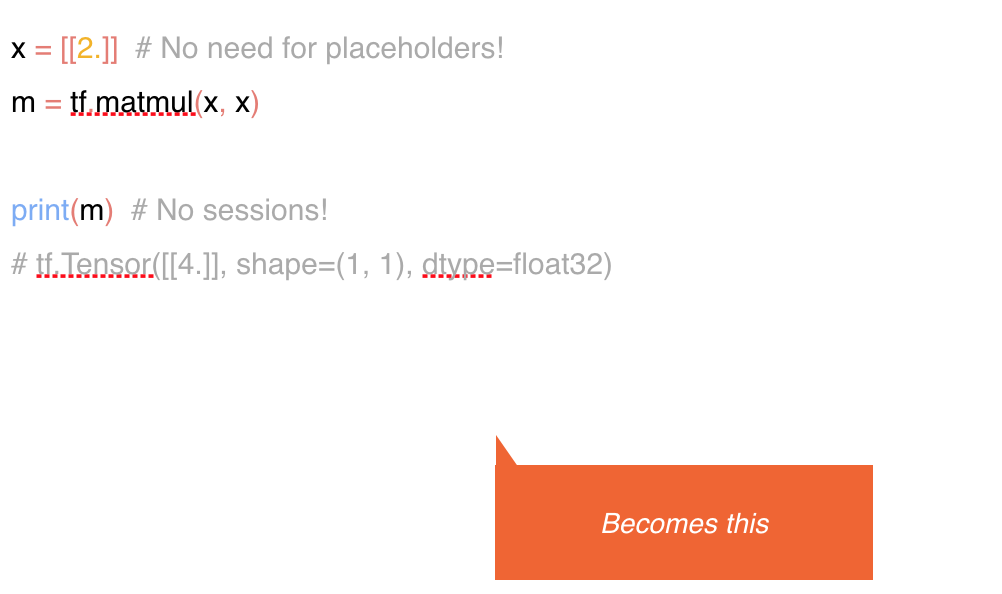 x = [[2.]]  # No need for placeholders!
m = tf.matmul(x, x)
print(m)  # No sessions!
# tf.Tensor([[4.]], shape=(1, 1), dtype=float32)
Becomes this